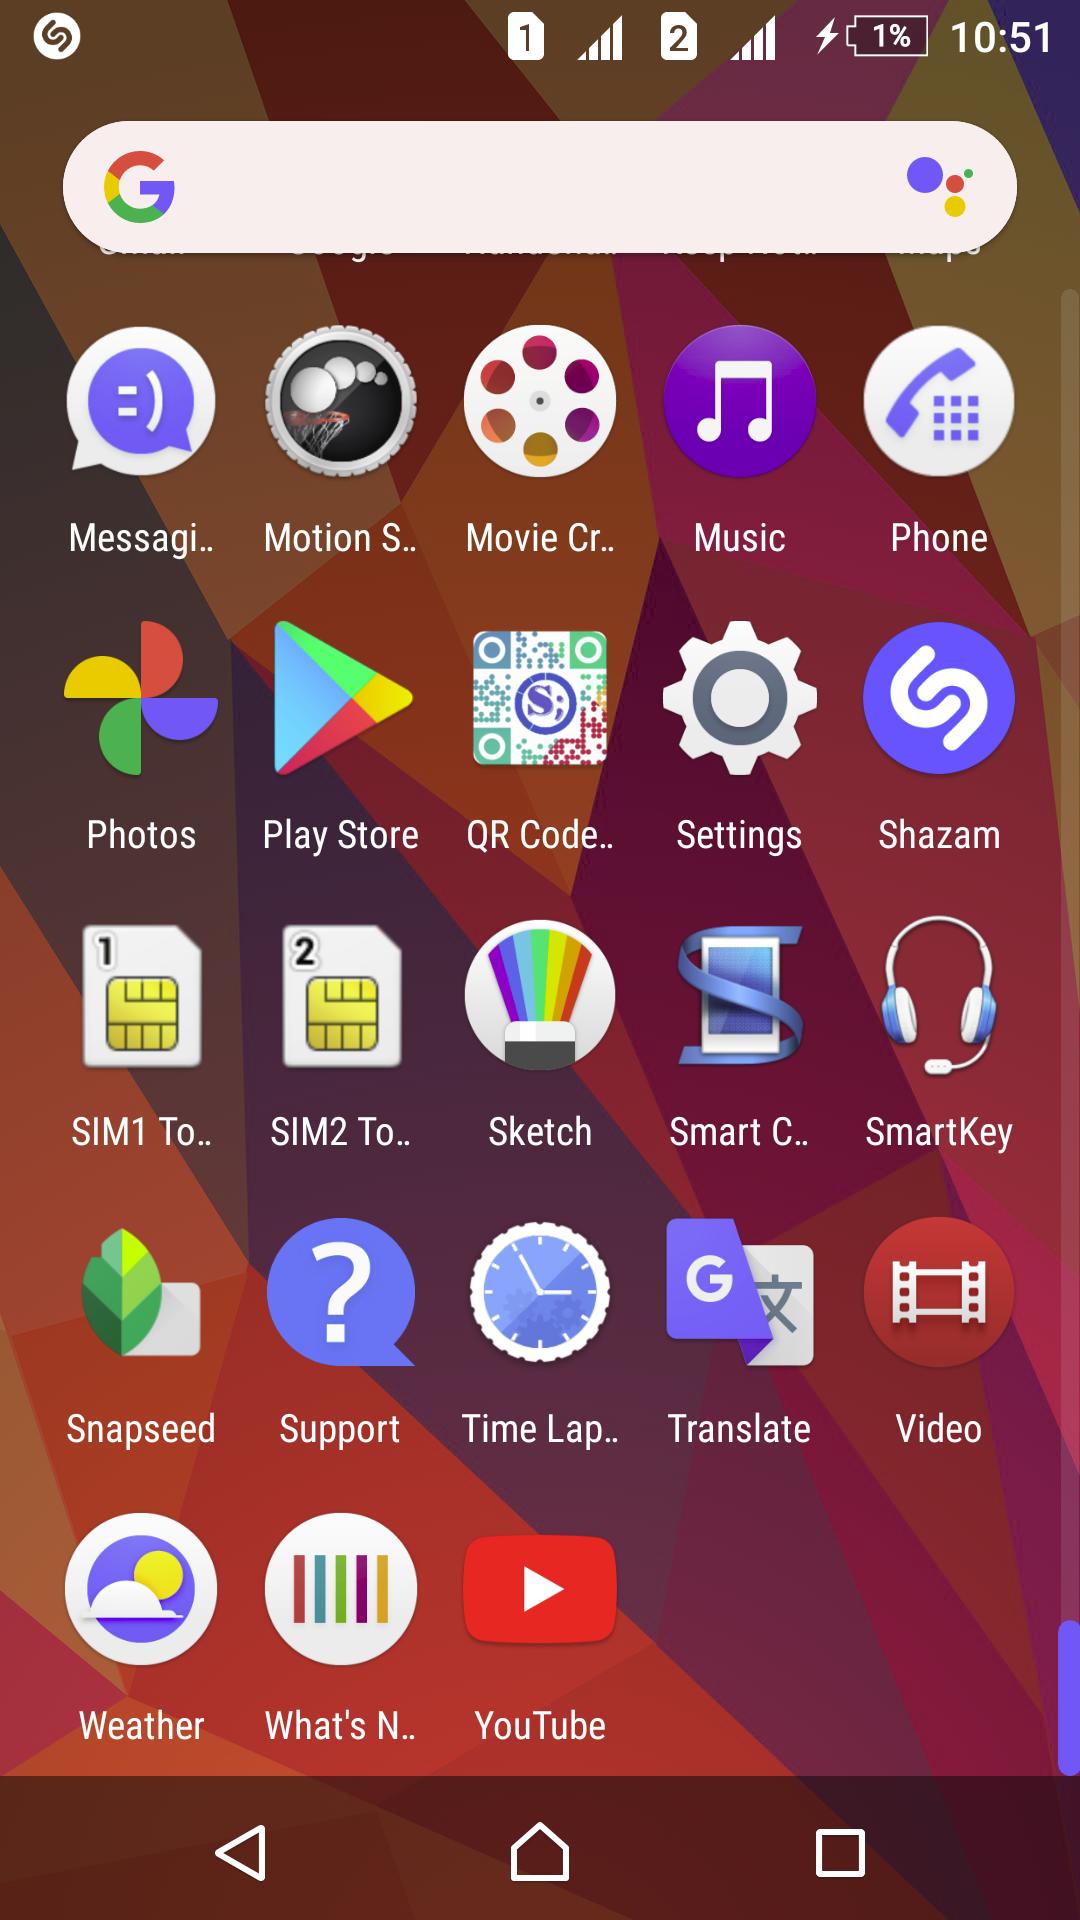 1 2 1% 10:51
Messagi.. Motion S.. Movie Cr.. Music Phone
Photos Play Store QR Code.. Settings Shazam
1 2
SIM1 To.. SIM2 To.. Sketch Smart C.. SmartKey
Snapseed Support Time Lap.. Translate Video
Weather What's N.. YouTube